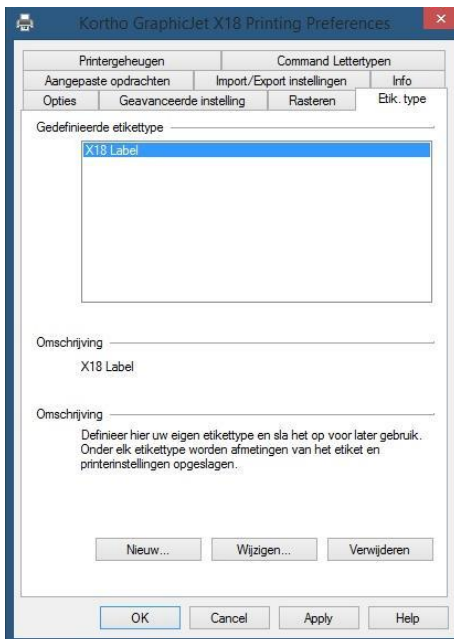 Kortho GraphicJet X18 Printing Preferences
Printergeheugen Command Lettertypen
Aangepaste opdrachten Import/Export instellingen Info
Opties Geavanceerde instelling Rasteren Etik. type
Gedefinieerde etikettype
X18 Label
Omschrijving
X18 Label
Omschrijving
Definieer hier uw eigen etikettype en sla het op voor later gebruik.
Onder elk etikettype worden afmetingen van het etiket en
printerinstellingen opgeslagen.
Nieuw... Wijzigen... Verwijderen
OK Cancel Apply Help